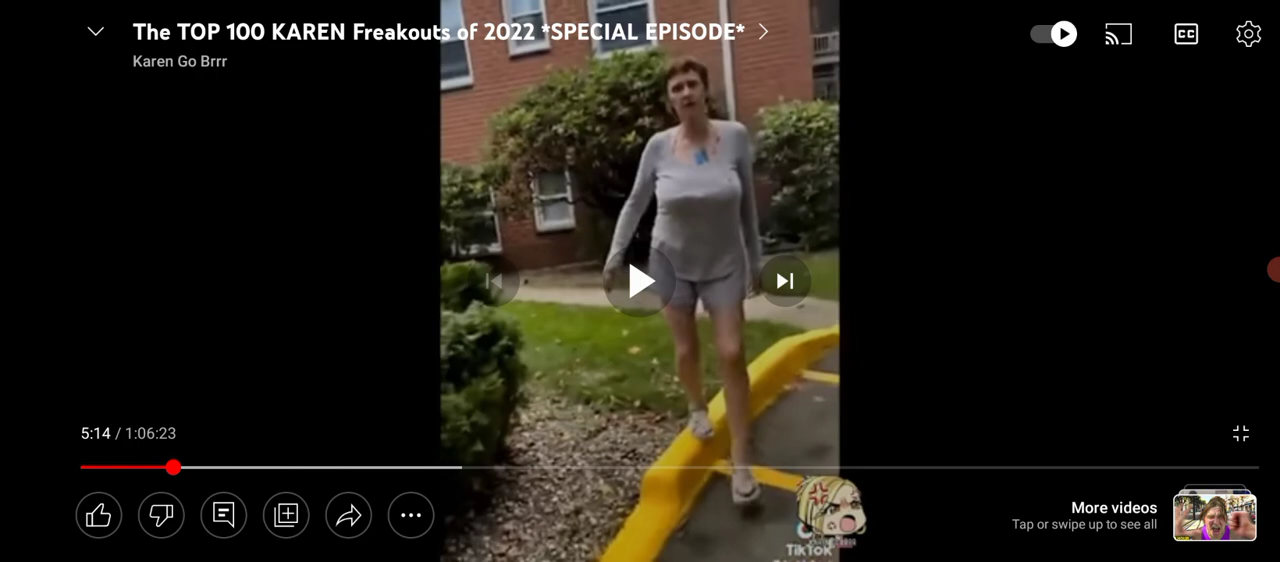 The TOP 100 KAREN Freakouts of 2022 *SPECIAL EPISODE*
Karen Go Brrr
CC
5:14 / 1:06:23
More videos
Tap or swipe up to see all
TikTok